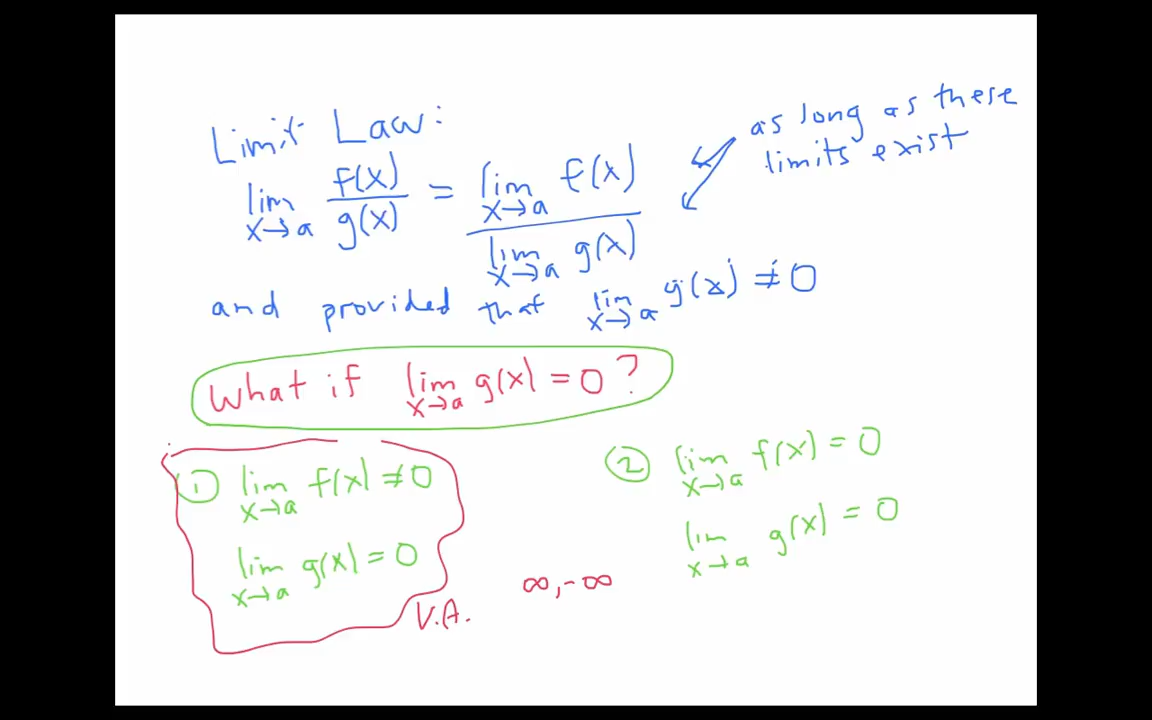 Limit Law:
as long as these
limits exist
lim x→a f(x)/g(x) = lim x→a f(x) / lim x→a g(x)
and provided that lim x→a g(x) ≠ 0
What if lim x→a g(x) = 0?
① lim x→a f(x) ≠ 0
lim x→a g(x) = 0
V.A.
∞, -∞
② lim x→a f(x) = 0
lim x→a g(x) = 0